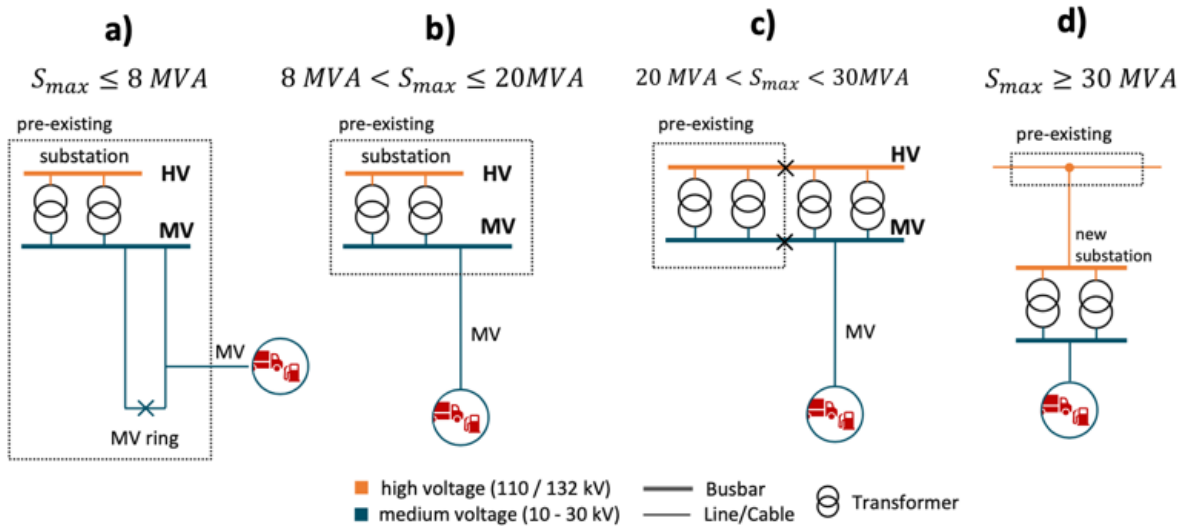 a)
S_max ≤ 8 MVA
pre-existing
substation
HV
MV
MV
MV ring
b)
8 MVA < S_max ≤ 20MVA
pre-existing
substation
HV
MV
MV
c)
20 MVA < S_max < 30MVA
pre-existing
HV
MV
MV
d)
S_max ≥ 30 MVA
pre-existing
new
substation
high voltage (110 / 132 kV)
medium voltage (10 - 30 kV)
Busbar
Line/Cable
Transformer